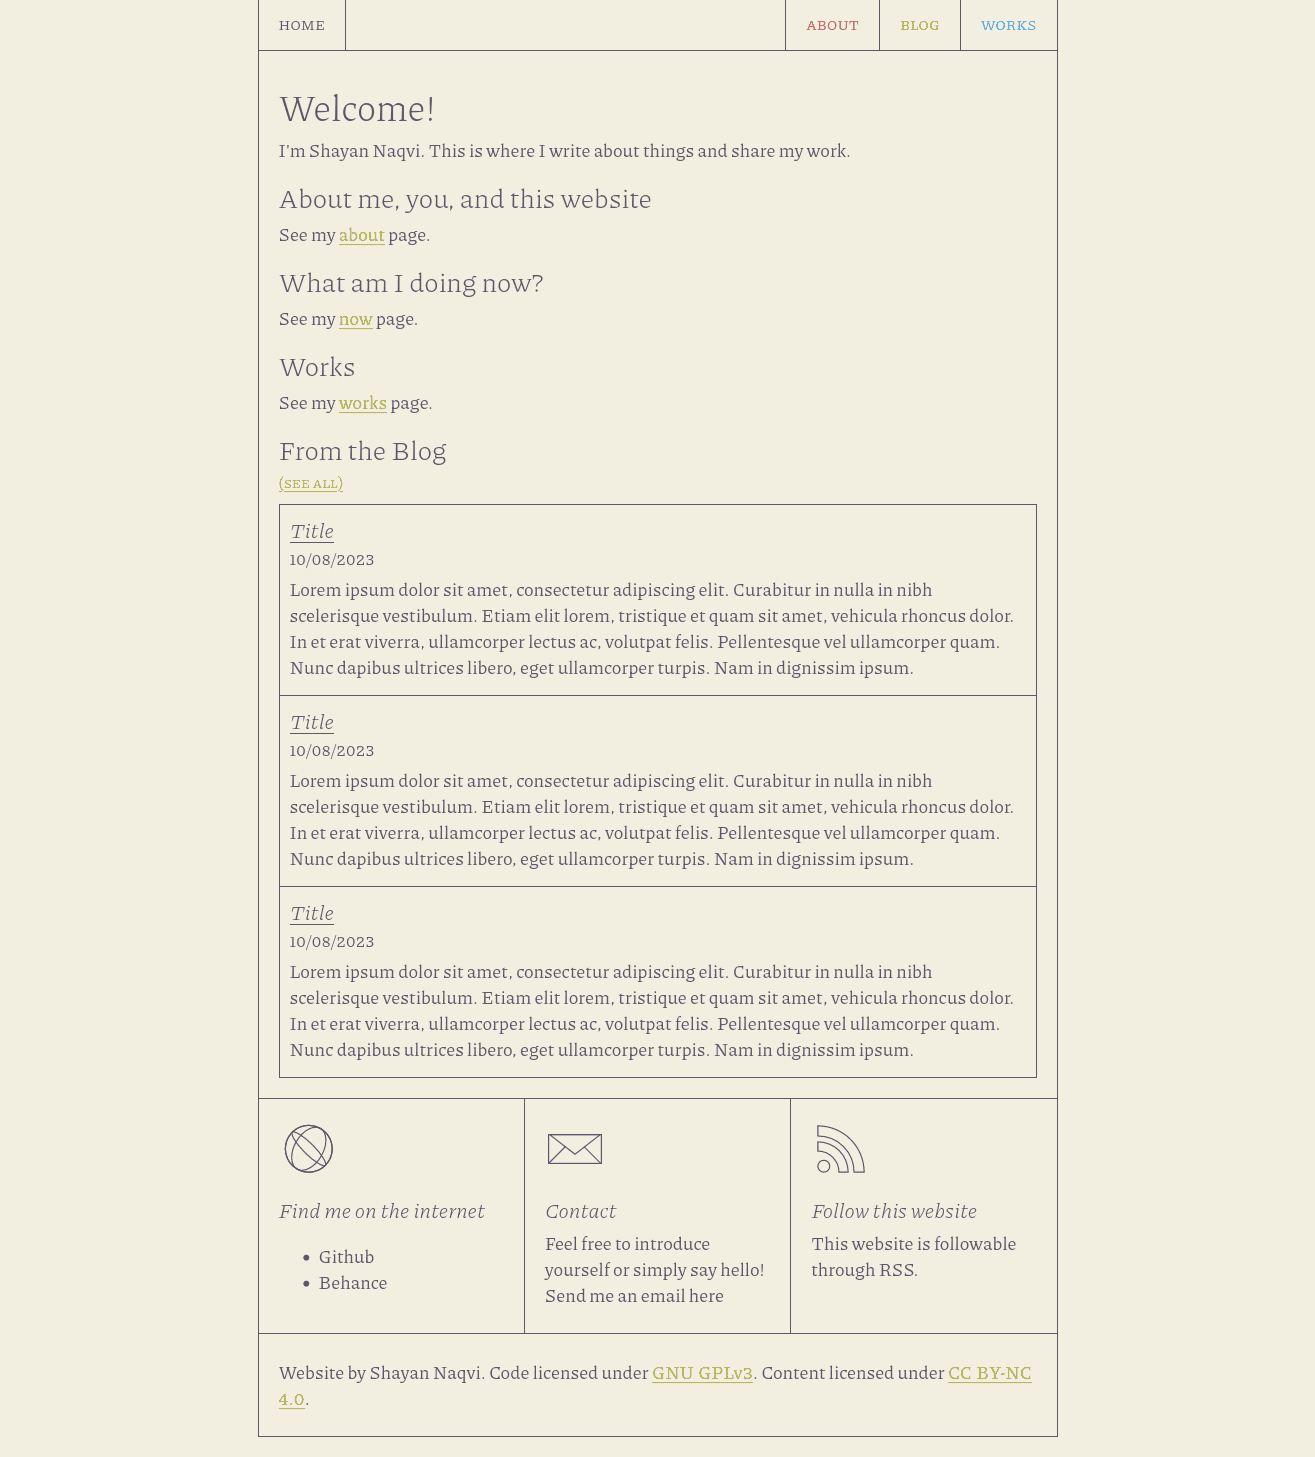 HOME
ABOUT
BLOG
WORKS
Welcome!
I'm Shayan Naqvi. This is where I write about things and share my work.
About me, you, and this website
See my about page.
What am I doing now?
See my now page.
Works
See my works page.
From the Blog
(SEE ALL)
Title
10/08/2023
Lorem ipsum dolor sit amet, consectetur adipiscing elit. Curabitur in nulla in nibh
scelerisque vestibulum. Etiam elit lorem, tristique et quam sit amet, vehicula rhoncus dolor.
In et erat viverra, ullamcorper lectus ac, volutpat felis. Pellentesque vel ullamcorper quam.
Nunc dapibus ultrices libero, eget ullamcorper turpis. Nam in dignissim ipsum.
Title
10/08/2023
Lorem ipsum dolor sit amet, consectetur adipiscing elit. Curabitur in nulla in nibh
scelerisque vestibulum. Etiam elit lorem, tristique et quam sit amet, vehicula rhoncus dolor.
In et erat viverra, ullamcorper lectus ac, volutpat felis. Pellentesque vel ullamcorper quam.
Nunc dapibus ultrices libero, eget ullamcorper turpis. Nam in dignissim ipsum.
Title
10/08/2023
Lorem ipsum dolor sit amet, consectetur adipiscing elit. Curabitur in nulla in nibh
scelerisque vestibulum. Etiam elit lorem, tristique et quam sit amet, vehicula rhoncus dolor.
In et erat viverra, ullamcorper lectus ac, volutpat felis. Pellentesque vel ullamcorper quam.
Nunc dapibus ultrices libero, eget ullamcorper turpis. Nam in dignissim ipsum.
Find me on the internet
• Github
• Behance
Contact
Feel free to introduce
yourself or simply say hello!
Send me an email here
Follow this website
This website is followable
through RSS.
Website by Shayan Naqvi. Code licensed under GNU GPLv3. Content licensed under CC BY-NC
4.0.